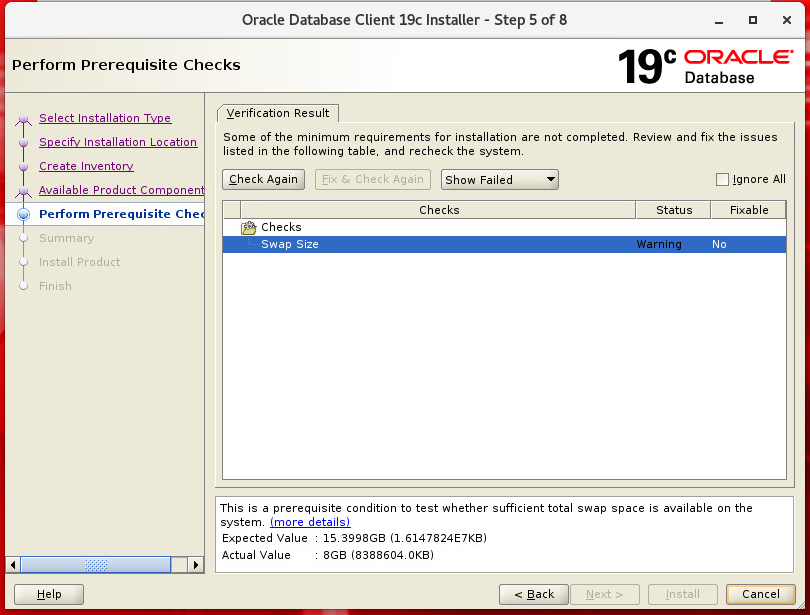 Oracle Database Client 19c Installer - Step 5 of 8
Perform Prerequisite Checks
19c ORACLE
Database
Select Installation Type
Specify Installation Location
Create Inventory
Available Product Component
Perform Prerequisite Chec
Summary
Install Product
Finish
Verification Result
Some of the minimum requirements for installation are not completed. Review and fix the issues
listed in the following table, and recheck the system.
Check Again
Fix & Check Again
Show Failed
Ignore All
Checks Status Fixable
Checks
Swap Size Warning No
This is a prerequisite condition to test whether sufficient total swap space is available on the
system. (more details)
Expected Value : 15.3998GB (1.6147824E7KB)
Actual Value : 8GB (8388604.0KB)
Help
< Back
Next >
Install
Cancel